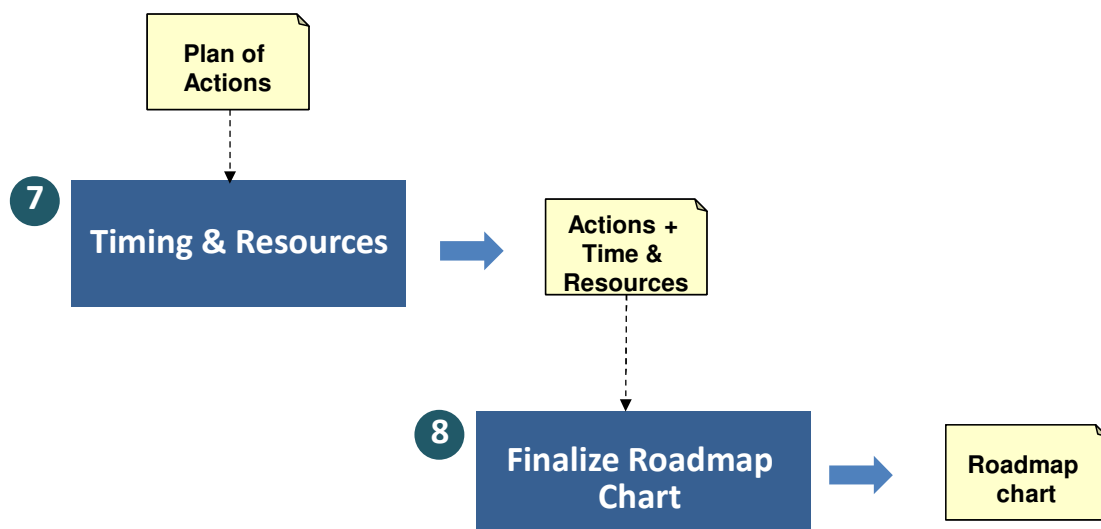 Plan of
Actions
7
Timing & Resources
Actions +
Time &
Resources
8
Finalize Roadmap
Chart
Roadmap
chart